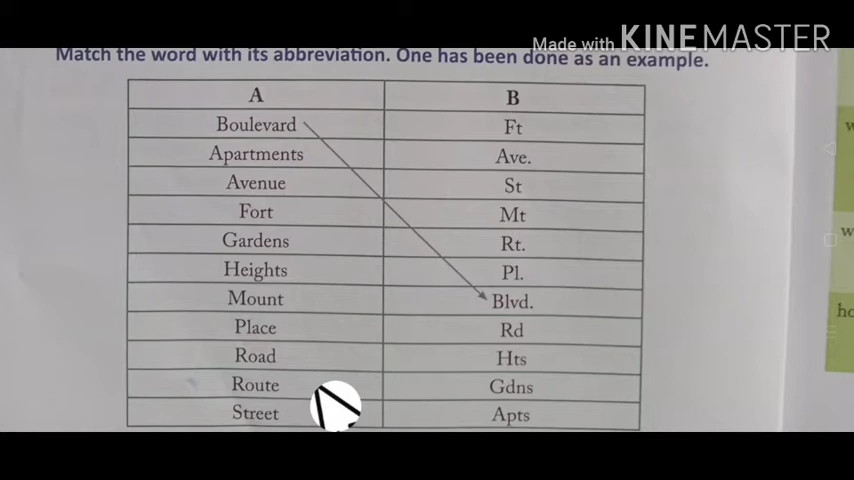 Made with KINEMASTER
Match the word with its abbreviation. One has been done as an example.
A B
Boulevard Ft
Apartments Ave.
Avenue St
Fort Mt
Gardens Rt.
Heights Pl.
Mount Blvd.
Place Rd
Road Hts
Route Gdns
Street Apts